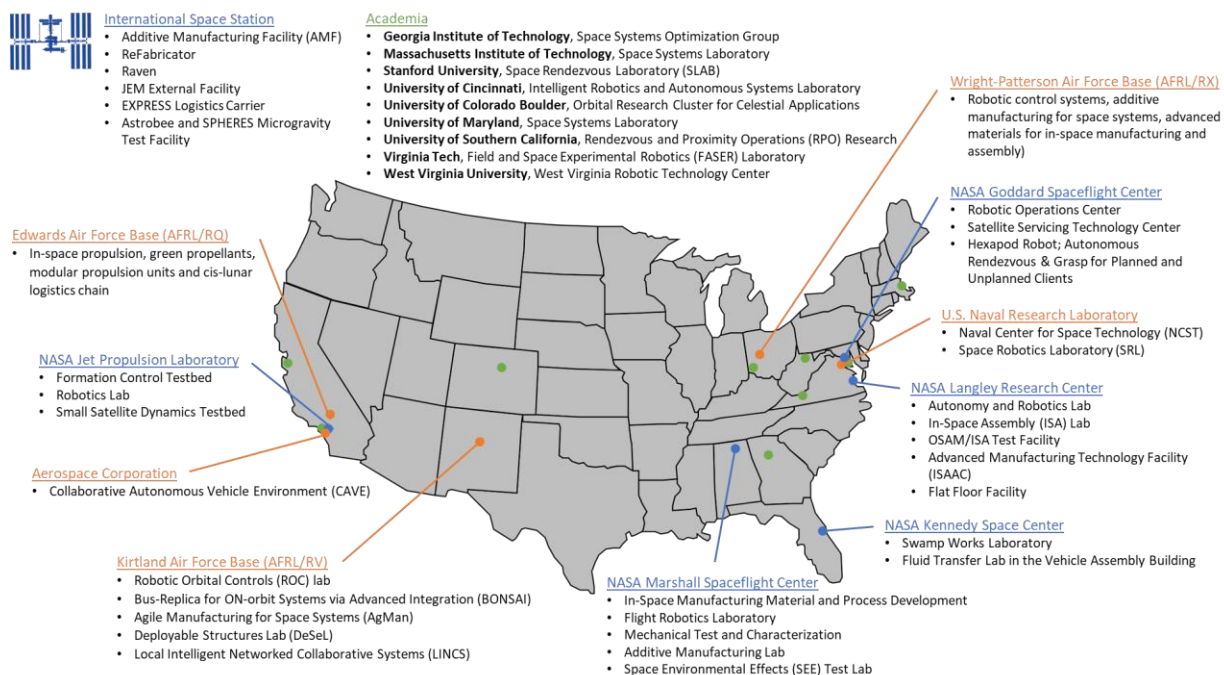 International Space Station
• Additive Manufacturing Facility (AMF)
• ReFabricator
• Raven
• JEM External Facility
• EXPRESS Logistics Carrier
• Astrobee and SPHERES Microgravity
Test Facility
Academia
• Georgia Institute of Technology, Space Systems Optimization Group
• Massachusetts Institute of Technology, Space Systems Laboratory
• Stanford University, Space Rendezvous Laboratory (SLAB)
• University of Cincinnati, Intelligent Robotics and Autonomous Systems Laboratory
• University of Colorado Boulder, Orbital Research Cluster for Celestial Applications
• University of Maryland, Space Systems Laboratory
• University of Southern California, Rendezvous and Proximity Operations (RPO) Research
• Virginia Tech, Field and Space Experimental Robotics (FASER) Laboratory
• West Virginia University, West Virginia Robotic Technology Center
Wright-Patterson Air Force Base (AFRL/RX)
• Robotic control systems, additive
manufacturing for space systems, advanced
materials for in-space manufacturing and
assembly)
NASA Goddard Spaceflight Center
• Robotic Operations Center
• Satellite Servicing Technology Center
• Hexapod Robot; Autonomous
Rendezvous & Grasp for Planned and
Unplanned Clients
Edwards Air Force Base (AFRL/RQ)
• In-space propulsion, green propellants,
modular propulsion units and cis-lunar
logistics chain
U.S. Naval Research Laboratory
• Naval Center for Space Technology (NCST)
• Space Robotics Laboratory (SRL)
NASA Jet Propulsion Laboratory
• Formation Control Testbed
• Robotics Lab
• Small Satellite Dynamics Testbed
NASA Langley Research Center
• Autonomy and Robotics Lab
• In-Space Assembly (ISA) Lab
• OSAM/ISA Test Facility
• Advanced Manufacturing Technology Facility
(ISAAC)
• Flat Floor Facility
Aerospace Corporation
• Collaborative Autonomous Vehicle Environment (CAVE)
NASA Kennedy Space Center
• Swamp Works Laboratory
• Fluid Transfer Lab in the Vehicle Assembly Building
Kirtland Air Force Base (AFRL/RV)
• Robotic Orbital Controls (ROC) lab
• Bus-Replica for ON-orbit Systems via Advanced Integration (BONSAI)
• Agile Manufacturing for Space Systems (AgMan)
• Deployable Structures Lab (DeSeL)
• Local Intelligent Networked Collaborative Systems (LINCS)
NASA Marshall Spaceflight Center
• In-Space Manufacturing Material and Process Development
• Flight Robotics Laboratory
• Mechanical Test and Characterization
• Additive Manufacturing Lab
• Space Environmental Effects (SEE) Test Lab